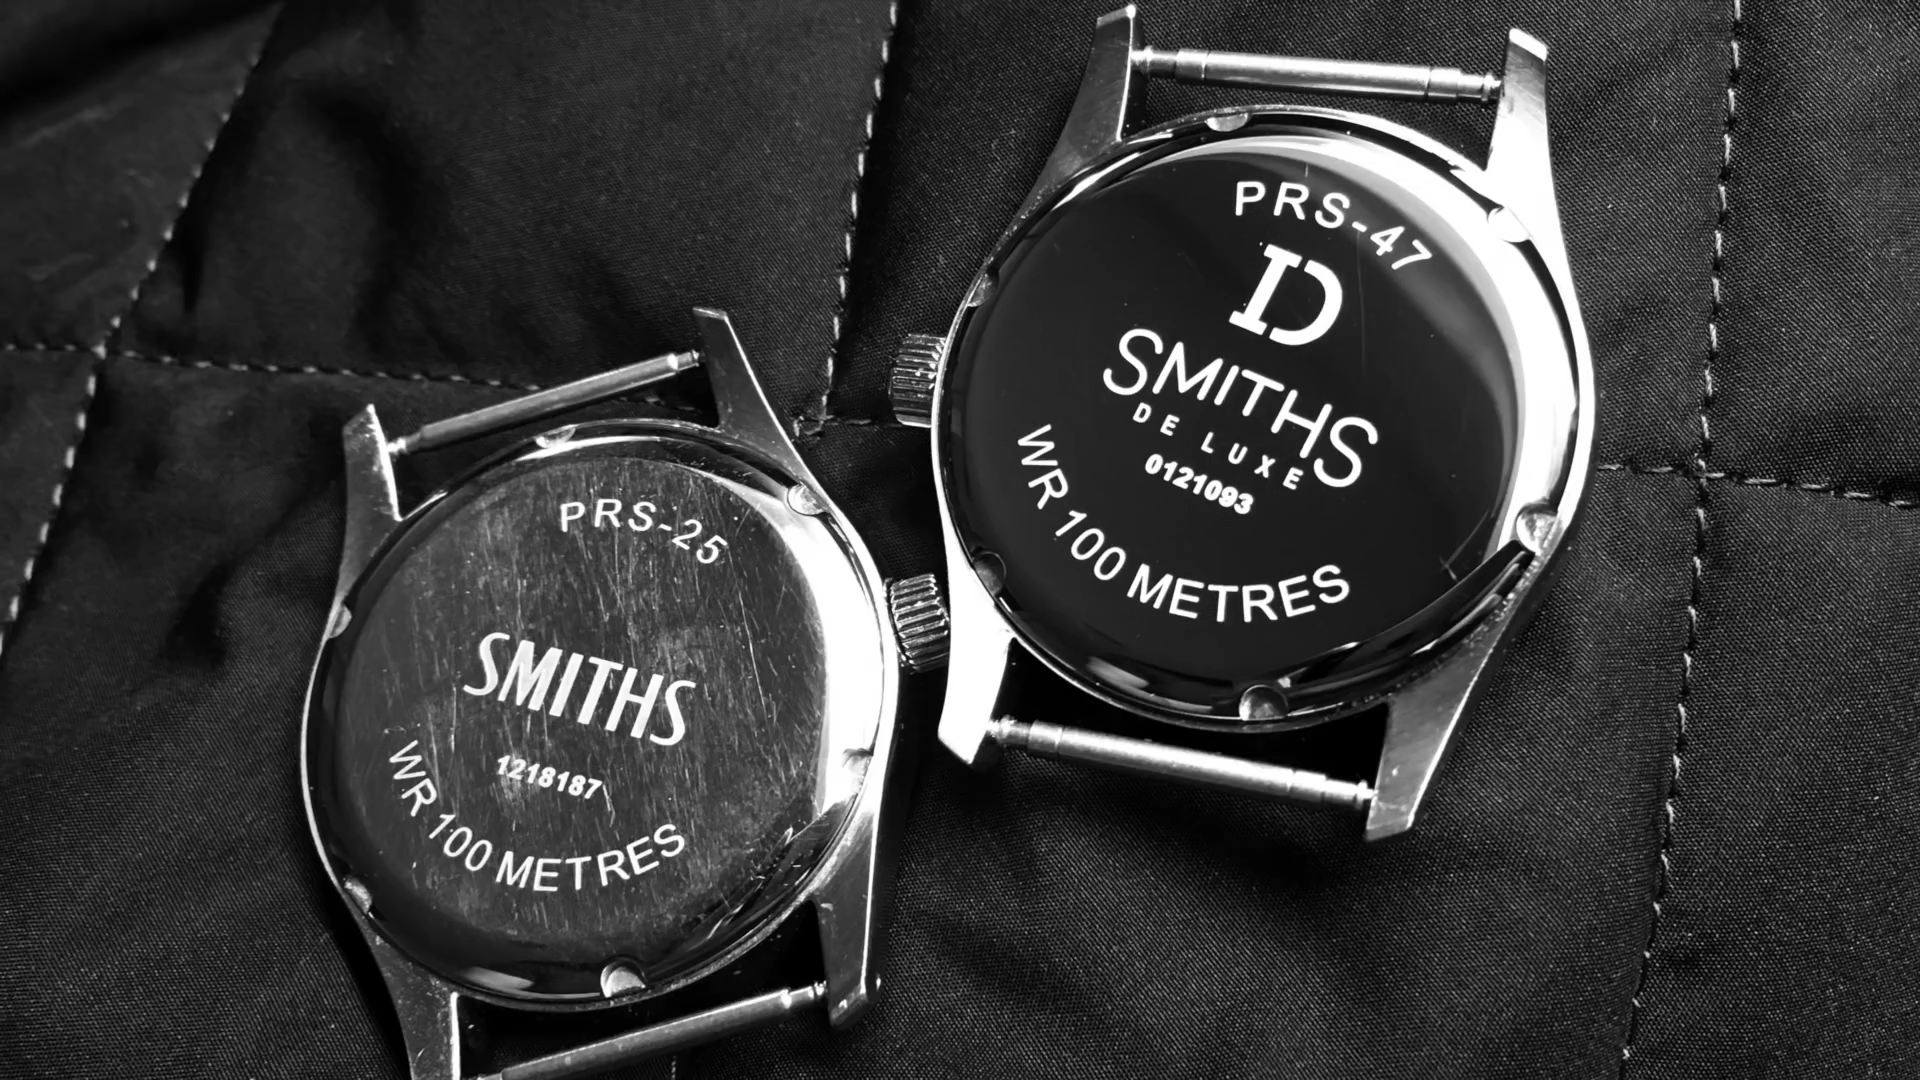 PRS-25
SMITHS
1218187
WR 100 METRES
PRS-47
D
SMITHS
DE LUXE
0121093
WR 100 METRES